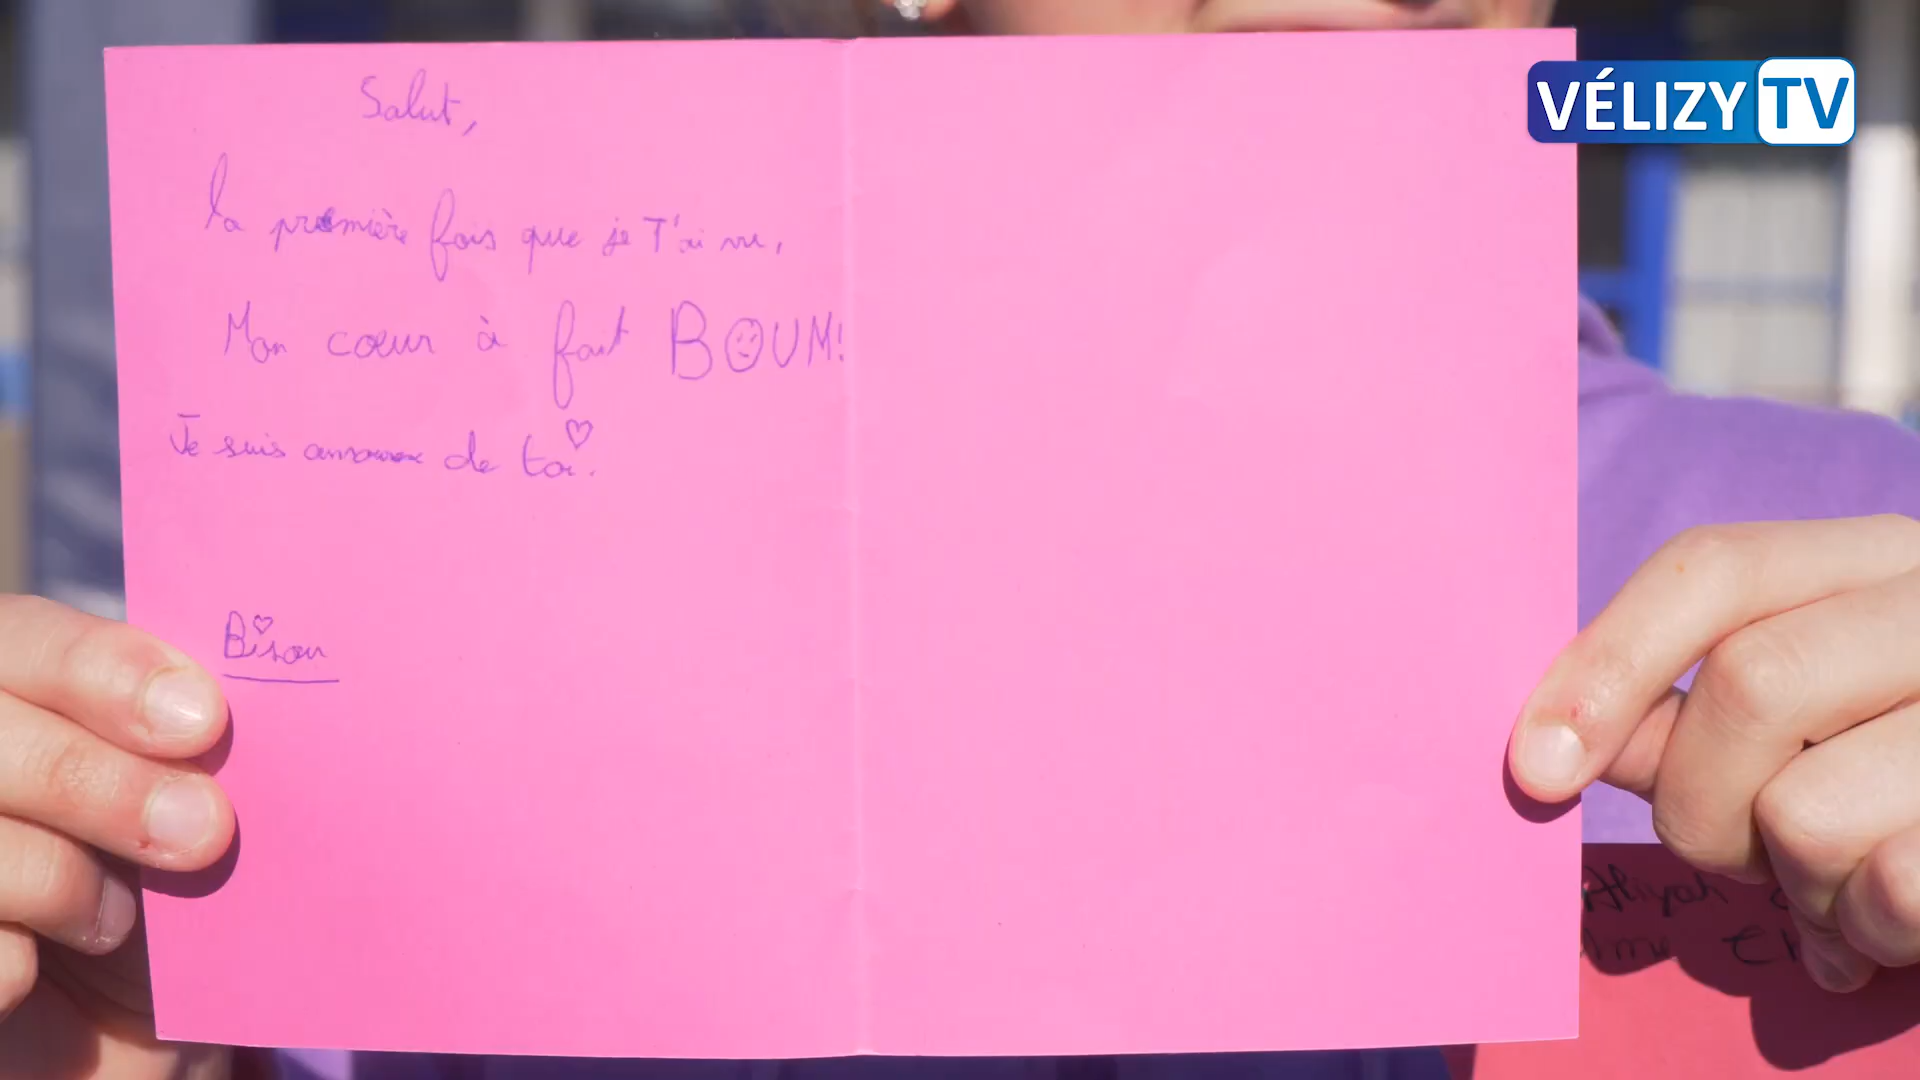 Salut,
la première fois que je T'ai vu,
Mon cœur à fait BOUM!
Je suis amoureux de toi.
Bisou
VÉLIZY TV
Aliyah